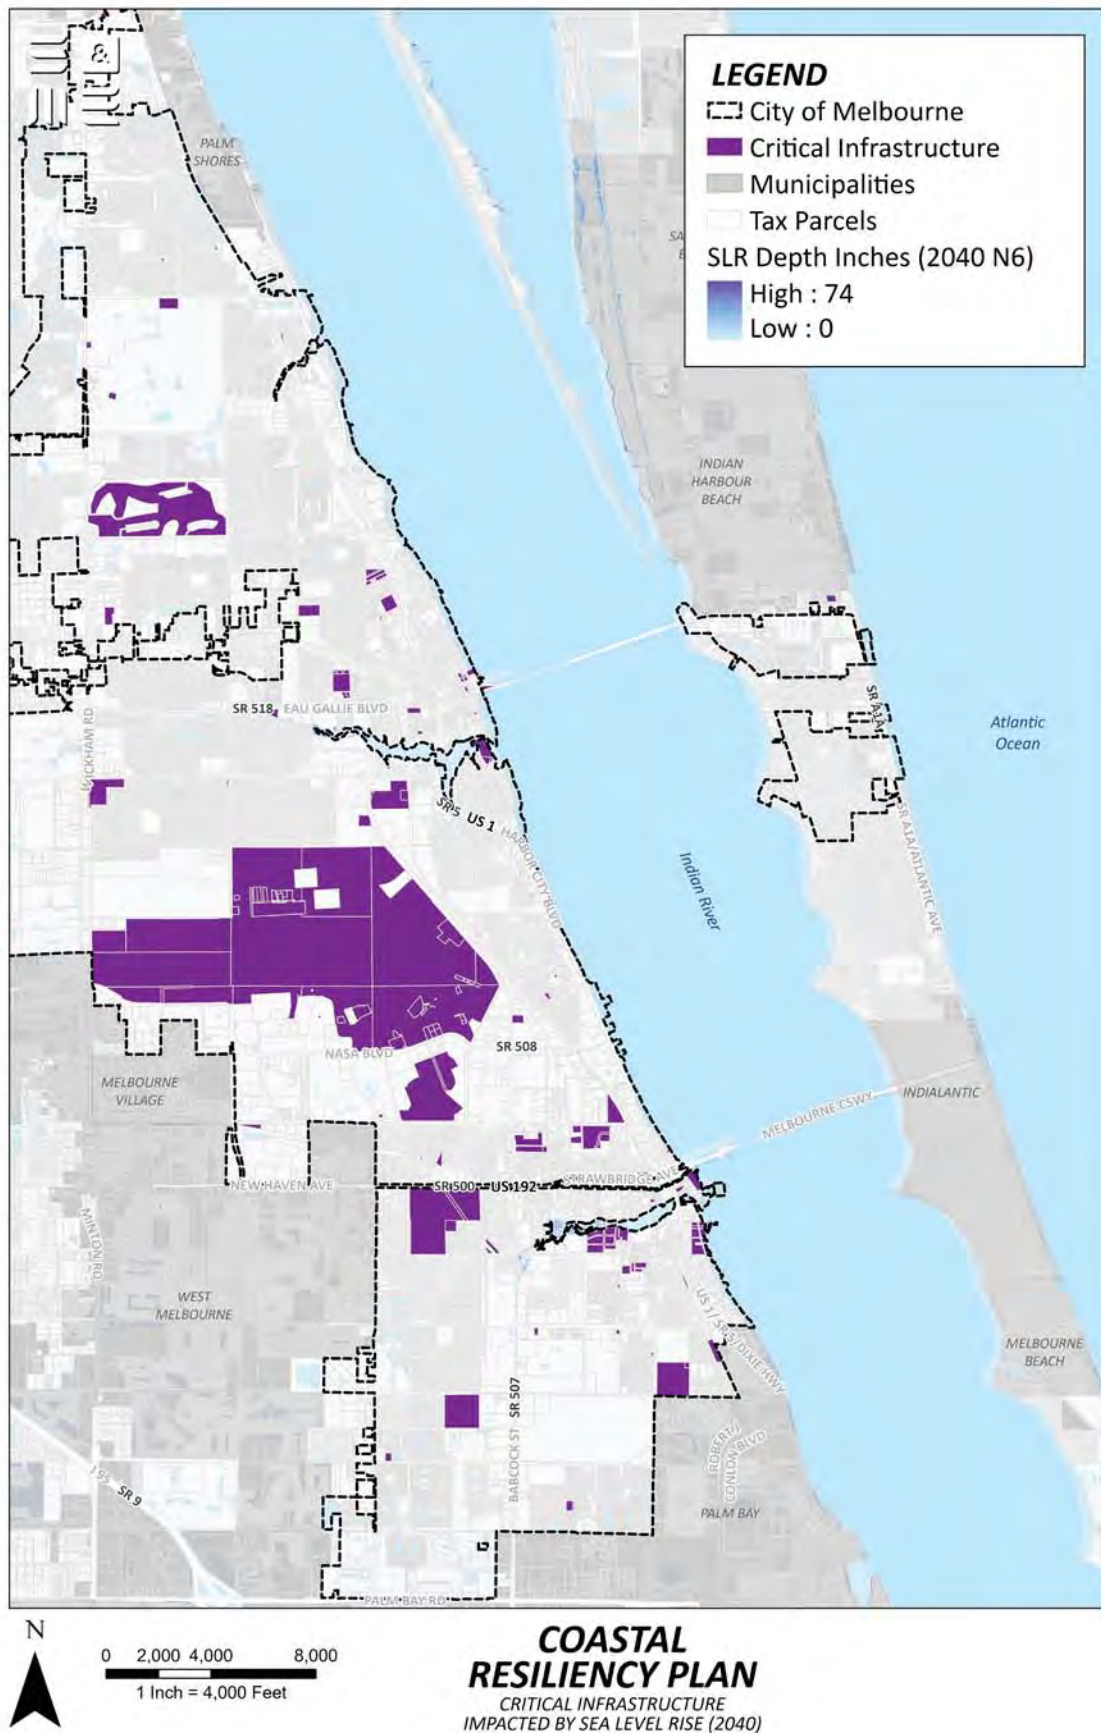 &
PALM
SHORES
LEGEND
City of Melbourne
Critical Infrastructure
Municipalities
Tax Parcels
SLR Depth Inches (2040 N6)
High : 74
Low : 0
INDIAN
HARBOUR
BEACH
SR 518 EAU GALLIE BLVD
WICKHAM RD
SR A1A
Atlantic
Ocean
SR 5 US 1
HARBOR CITY BLVD
Indian River
SR A1A/ATLANTIC AVE
NASA BLVD
SR 508
MELBOURNE
VILLAGE
INDIALANTIC
MELBOURNE CSWY
STRAWBRIDGE AVE
NEW HAVEN AVE
SR 500 US 192
MINTON RD
WEST
MELBOURNE
US 1/SR 5/DIXIE HWY
MELBOURNE
BEACH
BABCOCK ST SR 507
ROBERT J
CONLON BLVD
PALM BAY
I 95 SR 9
PALM BAY RD
N
0 2,000 4,000 8,000
1 Inch = 4,000 Feet
COASTAL
RESILIENCY PLAN
CRITICAL INFRASTRUCTURE
IMPACTED BY SEA LEVEL RISE (2040)